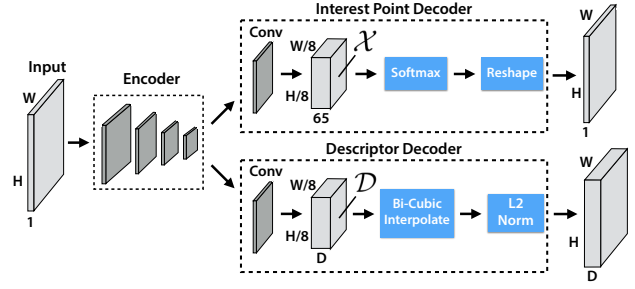 Interest Point Decoder
Conv
W/8
𝒳
H/8
65
Softmax
Reshape
W
H
1
Input
W
H
1
Encoder
Descriptor Decoder
Conv
W/8
𝒟
H/8
D
Bi-Cubic
Interpolate
L2
Norm
W
H
D